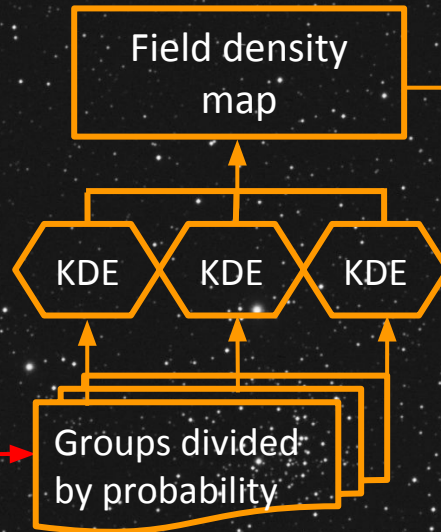 Field density
map
KDE KDE KDE
Groups divided
by probability